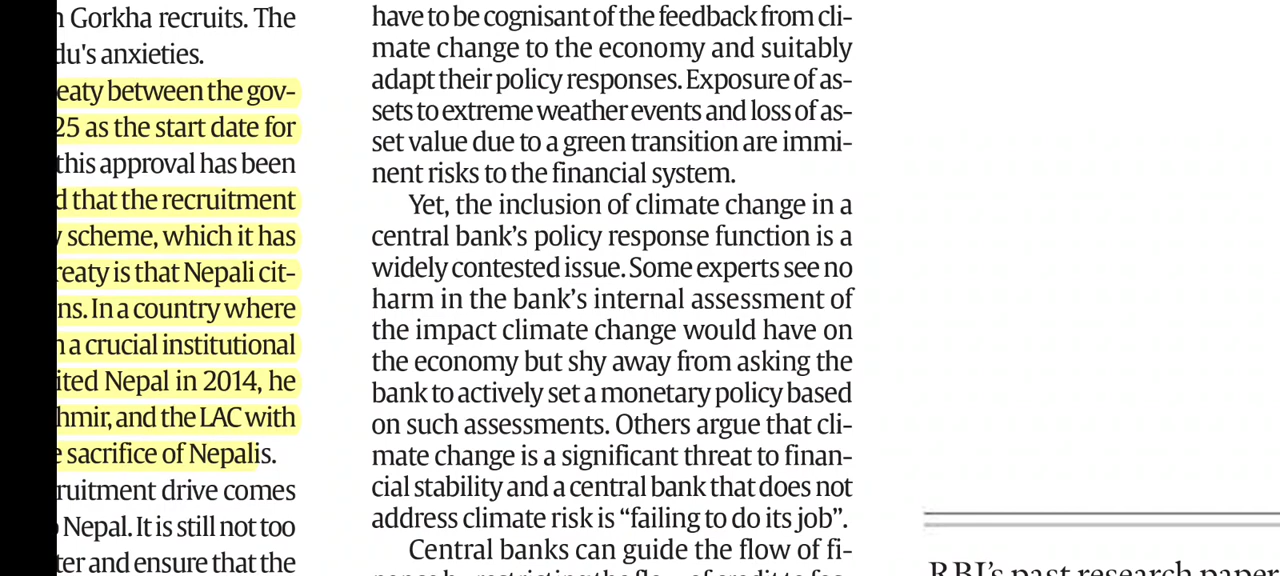 Gorkha recruits. The
du's anxieties.
eaty between the gov-
25 as the start date for
this approval has been
d that the recruitment
scheme, which it has
reaty is that Nepali cit-
ns. In a country where
a crucial institutional
ited Nepal in 2014, he
hmir, and the LAC with
e sacrifice of Nepalis.
ruitment drive comes
Nepal. It is still not too
ter and ensure that the
have to be cognisant of the feedback from cli-
mate change to the economy and suitably
adapt their policy responses. Exposure of as-
sets to extreme weather events and loss of as-
set value due to a green transition are immi-
nent risks to the financial system.
Yet, the inclusion of climate change in a
central bank’s policy response function is a
widely contested issue. Some experts see no
harm in the bank’s internal assessment of
the impact climate change would have on
the economy but shy away from asking the
bank to actively set a monetary policy based
on such assessments. Others argue that cli-
mate change is a significant threat to finan-
cial stability and a central bank that does not
address climate risk is “failing to do its job”.
Central banks can guide the flow of fi-
RBI’s past research paper